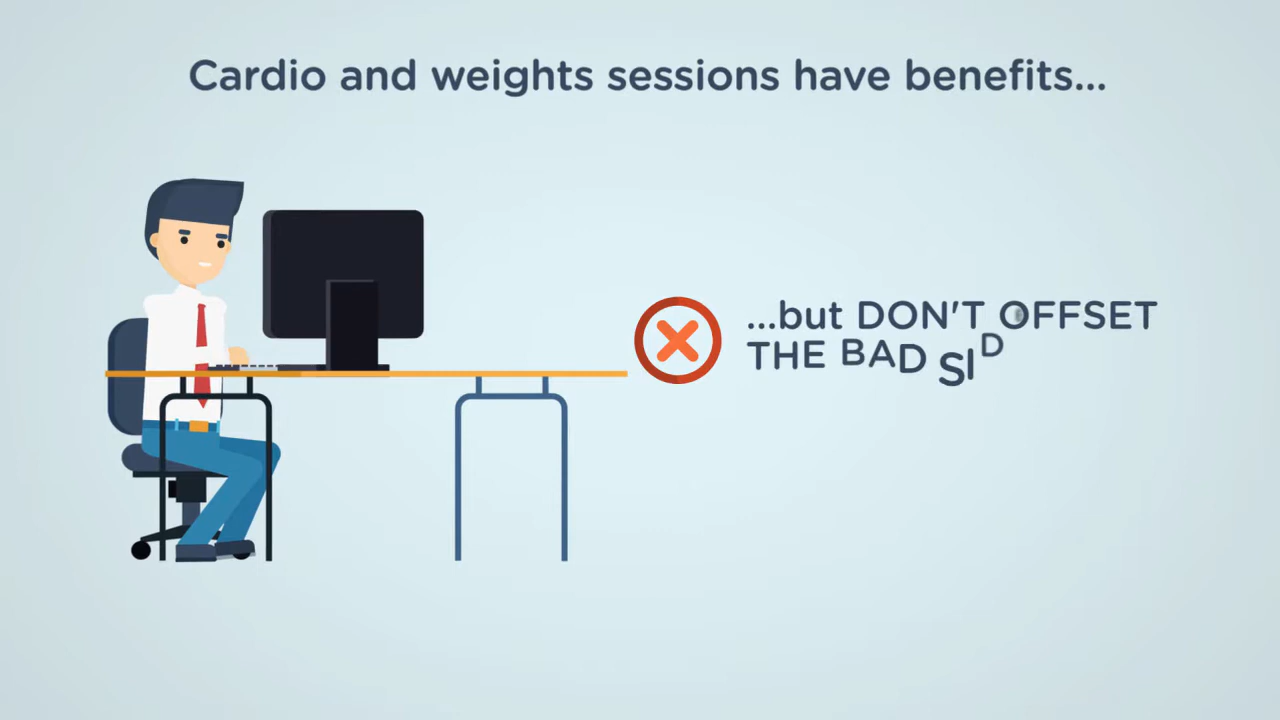 Cardio and weights sessions have benefits...
...but DON'T OFFSET
THE BAD SID